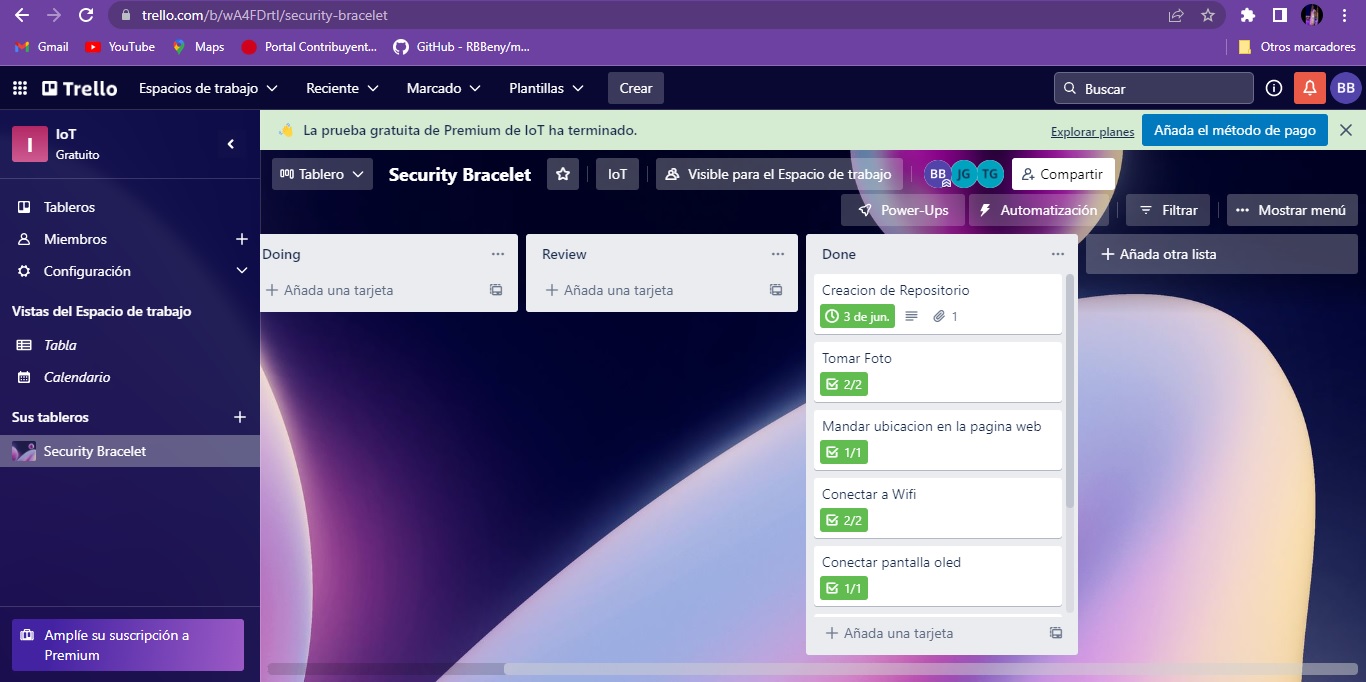 trello.com/b/wA4FDrtI/security-bracelet
Gmail YouTube Maps Portal Contribuyent... GitHub - RBBeny/m... Otros marcadores
Trello Espacios de trabajo Reciente Marcado Plantillas Crear Buscar BB
I IoT
Gratuito
La prueba gratuita de Premium de IoT ha terminado. Explorar planes Añada el método de pago
Tablero Security Bracelet IoT Visible para el Espacio de trabajo BB JG TG Compartir
Power-Ups Automatización Filtrar Mostrar menú
Tableros
Miembros
Configuración
Vistas del Espacio de trabajo
Tabla
Calendario
Sus tableros
Security Bracelet
Amplíe su suscripción a
Premium
Doing
Añada una tarjeta
Review
Añada una tarjeta
Done
Creacion de Repositorio
3 de jun. 1
Tomar Foto
2/2
Mandar ubicacion en la pagina web
1/1
Conectar a Wifi
2/2
Conectar pantalla oled
1/1
Añada una tarjeta
Añada otra lista